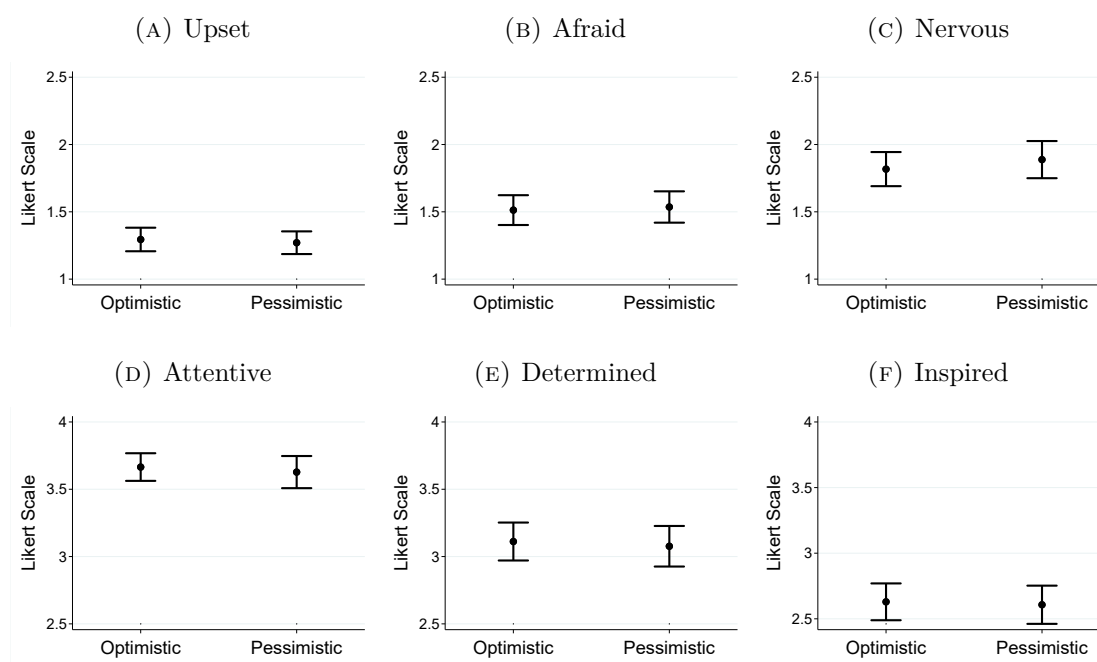 (A) Upset
(B) Afraid
(C) Nervous
2.5
2
1.5
1
Likert Scale
Optimistic
Pessimistic
2.5
2
1.5
1
Likert Scale
Optimistic
Pessimistic
2.5
2
1.5
1
Likert Scale
Optimistic
Pessimistic
(D) Attentive
(E) Determined
(F) Inspired
4
3.5
3
2.5
Likert Scale
Optimistic
Pessimistic
4
3.5
3
2.5
Likert Scale
Optimistic
Pessimistic
4
3.5
3
2.5
Likert Scale
Optimistic
Pessimistic